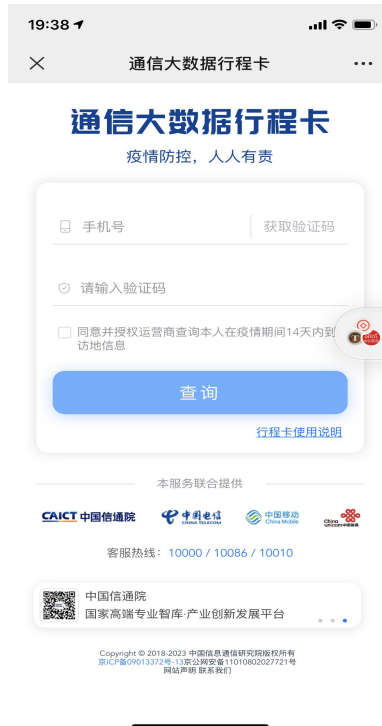 19:38
通信大数据行程卡
通信大数据行程卡
疫情防控，人人有责
手机号
获取验证码
请输入验证码
同意并授权运营商查询本人在疫情期间14天内到
访地信息
查询
行程卡使用说明
本服务联合提供
CAICT 中国信通院
中国电信
CHINA TELECOM
中国移动
China Mobile
China
unicom中国联通
客服热线：10000 / 10086 / 10010
中国信通院
国家高端专业智库·产业创新发展平台
Copyright © 2018-2023 中国信息通信研究院版权所有
京ICP备09013372号-13京公网安备11010802027721号
网站声明 联系我们